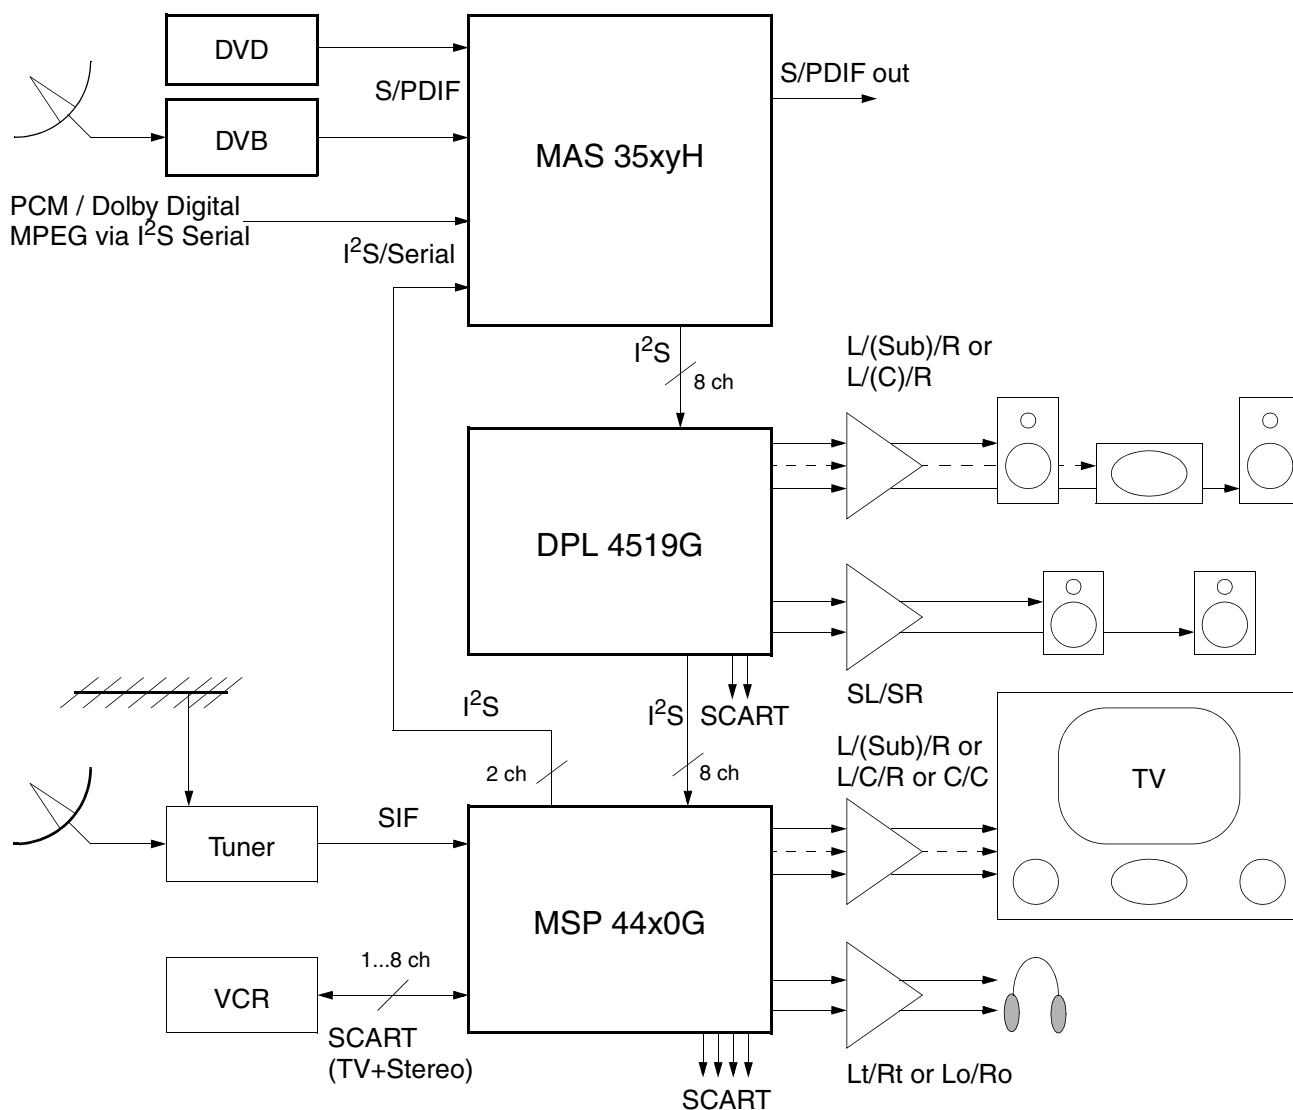 DVD
S/PDIF out
S/PDIF
DVB
MAS 35xyH
PCM / Dolby Digital
MPEG via I²S Serial
I²S/Serial
I²S
8 ch
L/(Sub)/R or
L/(C)/R
DPL 4519G
SL/SR
I²S
I²S
SCART
2 ch
8 ch
L/(Sub)/R or
L/C/R or C/C
TV
SIF
Tuner
MSP 44x0G
1...8 ch
VCR
SCART
(TV+Stereo)
Lt/Rt or Lo/Ro
SCART